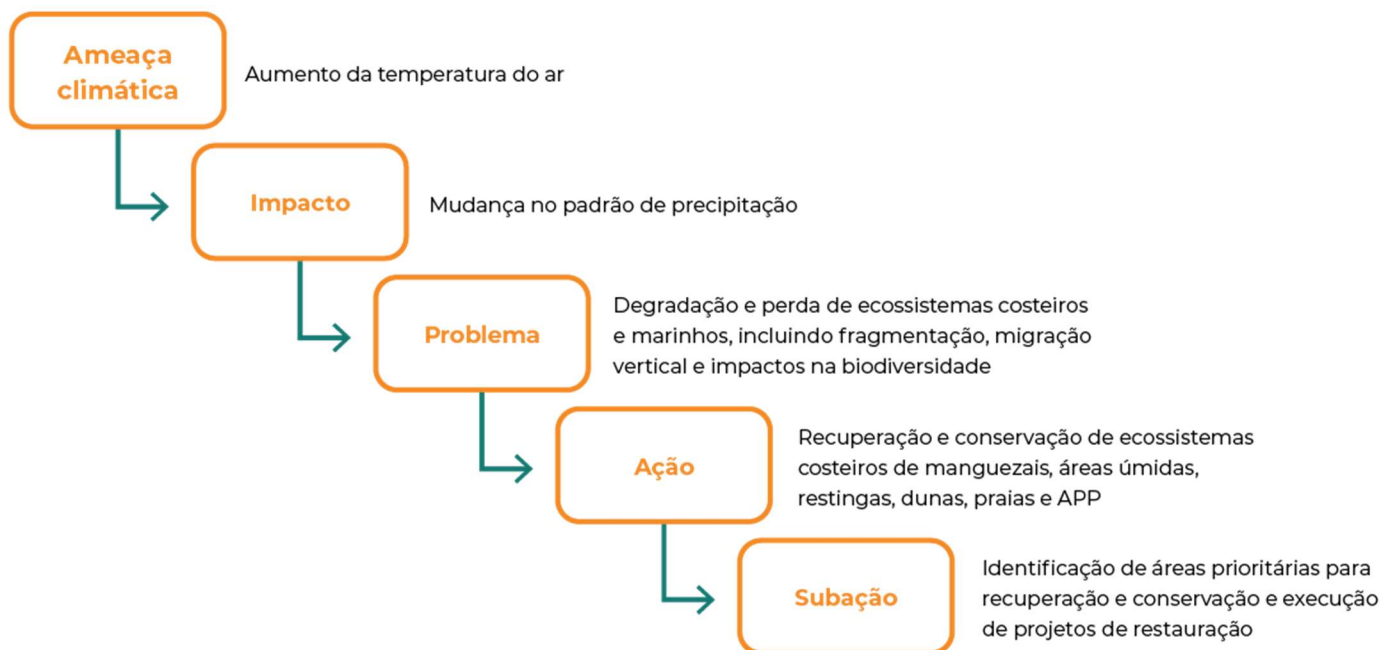 Ameaça
climática
Aumento da temperatura do ar
Impacto
Mudança no padrão de precipitação
Problema
Degradação e perda de ecossistemas costeiros
e marinhos, incluindo fragmentação, migração
vertical e impactos na biodiversidade
Ação
Recuperação e conservação de ecossistemas
costeiros de manguezais, áreas úmidas,
restingas, dunas, praias e APP
Subação
Identificação de áreas prioritárias para
recuperação e conservação e execução
de projetos de restauração